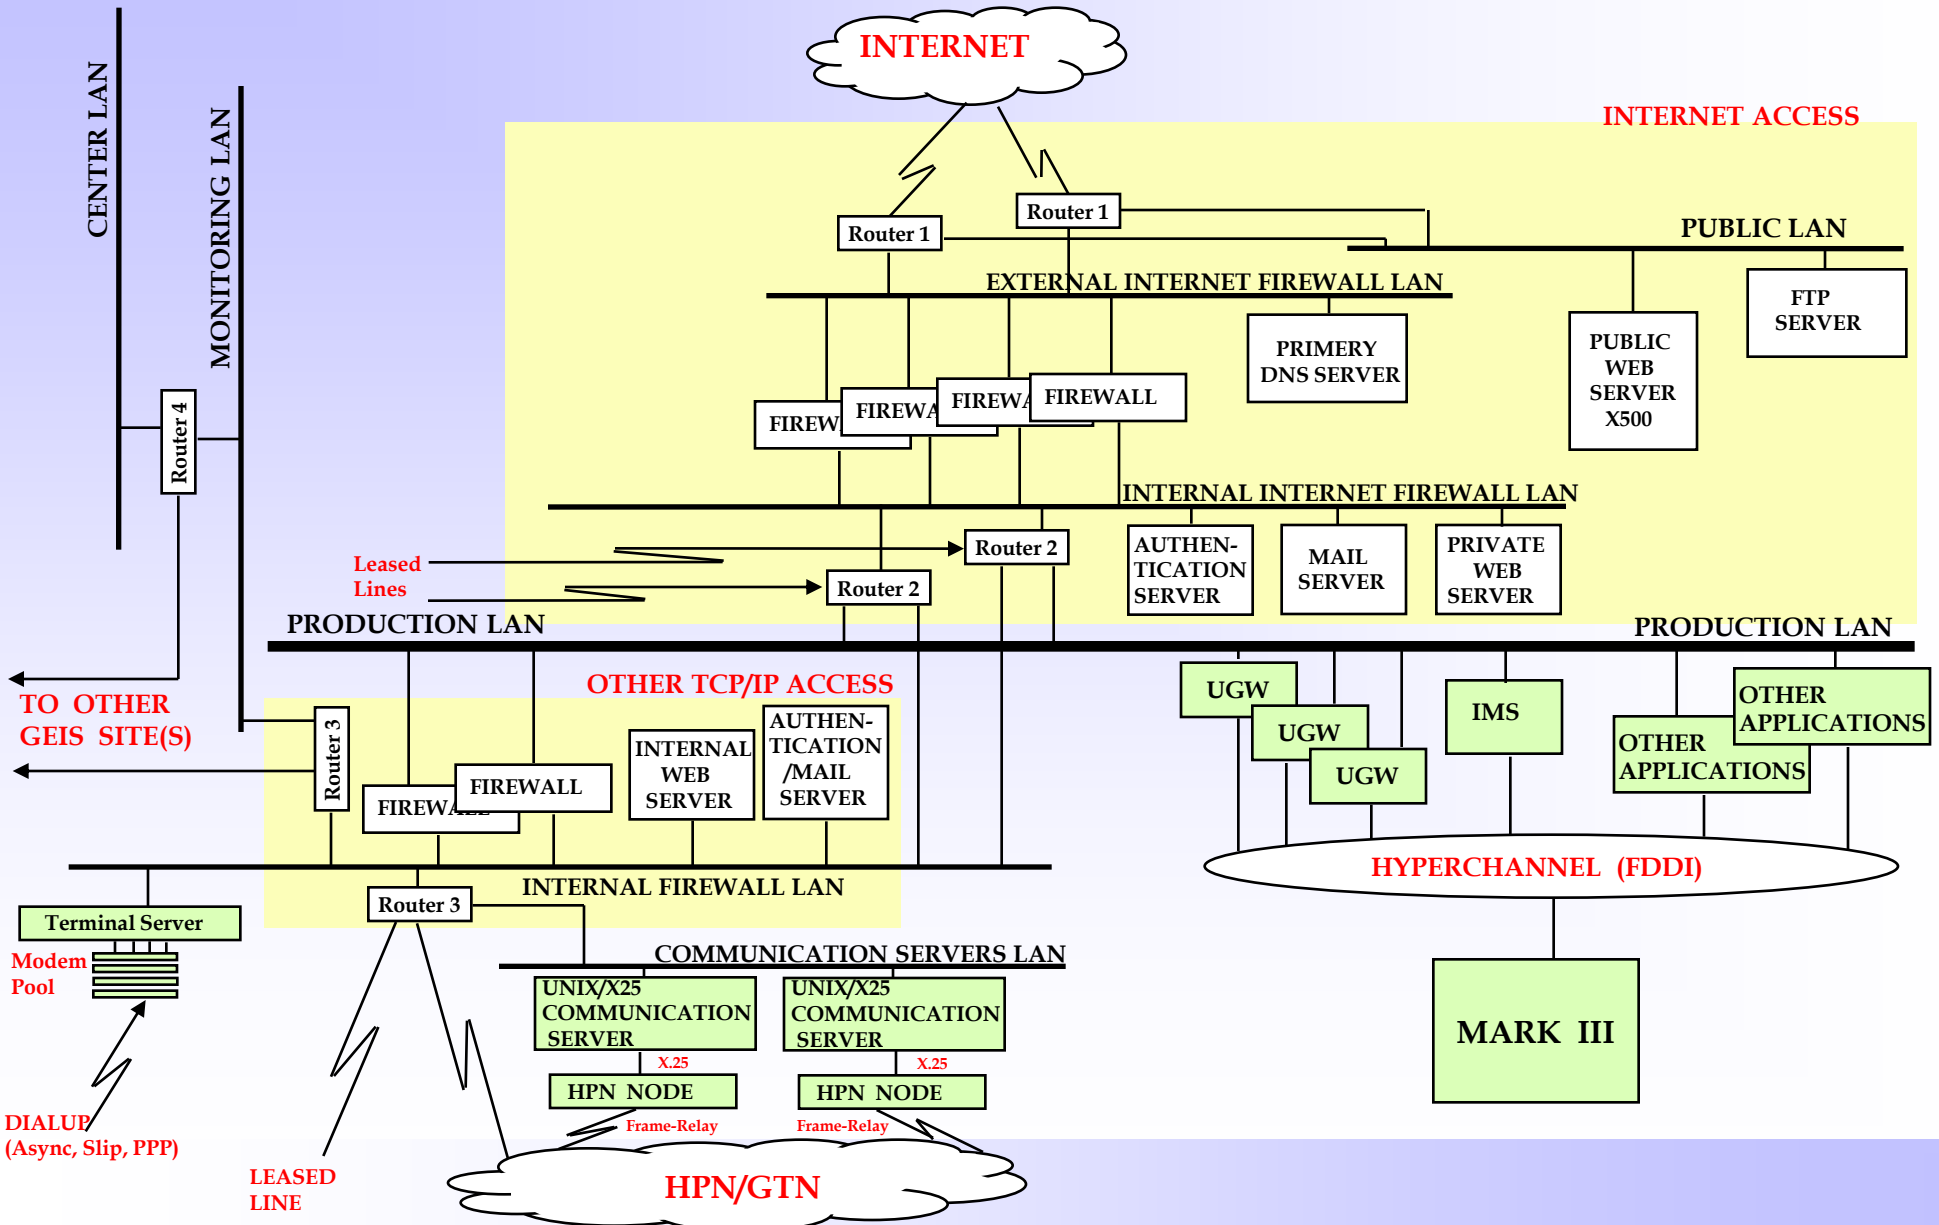 INTERNET
INTERNET ACCESS
CENTER LAN
MONITORING LAN
Router 1
Router 1
PUBLIC LAN
EXTERNAL INTERNET FIREWALL LAN
FTP
SERVER
PRIMERY
DNS SERVER
PUBLIC
WEB
SERVER
X500
FIREW
FIREWA
FIREWA
FIREWALL
Router 4
INTERNAL INTERNET FIREWALL LAN
Leased
Lines
Router 2
Router 2
AUTHEN-
TICATION
SERVER
MAIL
SERVER
PRIVATE
WEB
SERVER
PRODUCTION LAN
PRODUCTION LAN
TO OTHER
GEIS SITE(S)
OTHER TCP/IP ACCESS
Router 3
FIREWALL
FIREWALL
INTERNAL
WEB
SERVER
AUTHEN-
TICATION
/MAIL
SERVER
UGW
UGW
UGW
IMS
OTHER
APPLICATIONS
OTHER
APPLICATIONS
HYPERCHANNEL (FDDI)
INTERNAL FIREWALL LAN
Router 3
Terminal Server
Modem
Pool
COMMUNICATION SERVERS LAN
UNIX/X25
COMMUNICATION
SERVER
UNIX/X25
COMMUNICATION
SERVER
X.25
X.25
HPN NODE
HPN NODE
MARK III
Frame-Relay
Frame-Relay
DIALUP
(Async, Slip, PPP)
LEASED
LINE
HPN/GTN